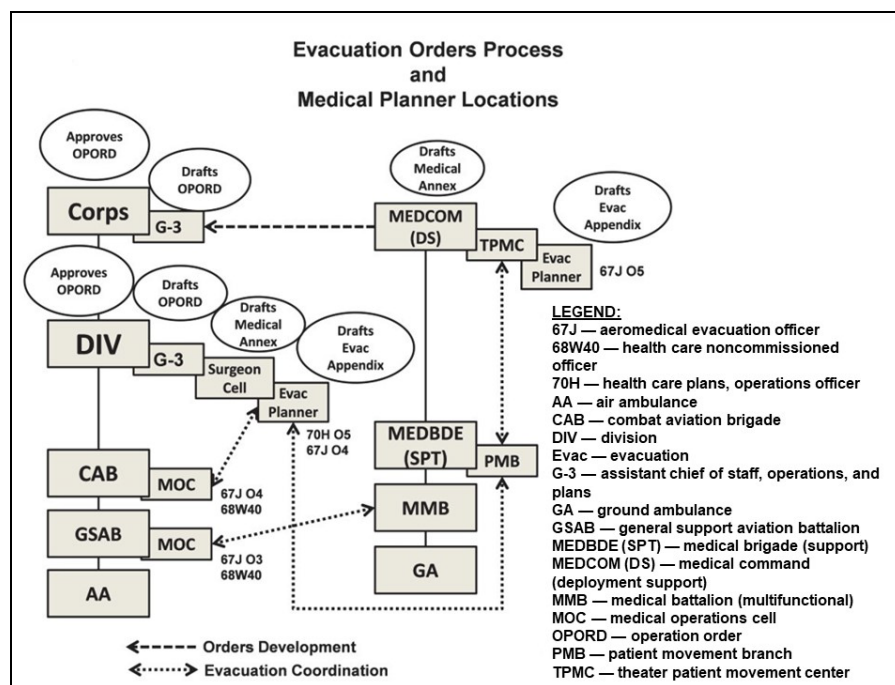 Evacuation Orders Process
and
Medical Planner Locations
Approves
OPORD
Drafts
OPORD
Corps
G-3
Drafts
Medical
Annex
MEDCOM
(DS)
TPMC
Evac
Planner
Drafts
Evac
Appendix
67J O5
Approves
OPORD
Drafts
OPORD
Drafts
Medical
Annex
Drafts
Evac
Appendix
DIV
G-3
Surgeon
Cell
Evac
Planner
70H O5
67J O4
MEDBDE
(SPT)
PMB
CAB
MOC
67J O4
68W40
MMB
GSAB
MOC
67J O3
68W40
GA
AA
Orders Development
Evacuation Coordination
LEGEND:
67J — aeromedical evacuation officer
68W40 — health care noncommissioned
officer
70H — health care plans, operations officer
AA — air ambulance
CAB — combat aviation brigade
DIV — division
Evac — evacuation
G-3 — assistant chief of staff, operations, and
plans
GA — ground ambulance
GSAB — general support aviation battalion
MEDBDE (SPT) — medical brigade (support)
MEDCOM (DS) — medical command
(deployment support)
MMB — medical battalion (multifunctional)
MOC — medical operations cell
OPORD — operation order
PMB — patient movement branch
TPMC — theater patient movement center